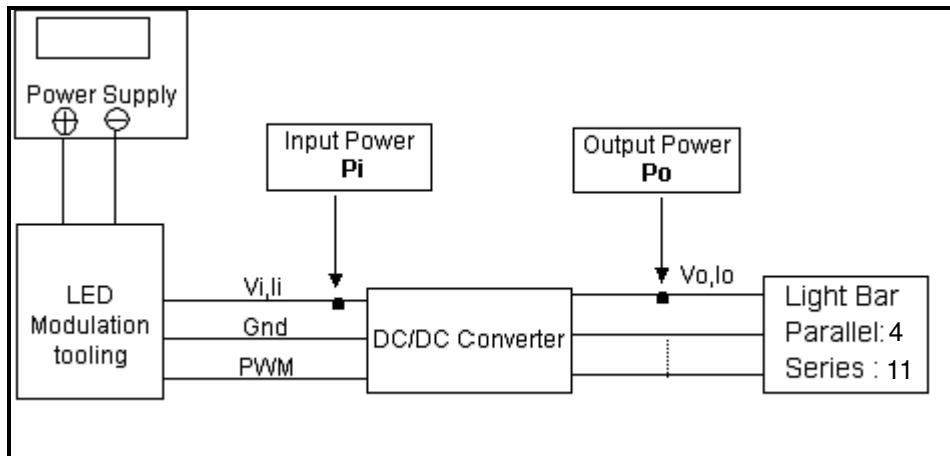 Power Supply
Input Power
Pi
Output Power
Po
LED
Modulation
tooling
Vi,Ii
Gnd
PWM
DC/DC Converter
Vo,Io
Light Bar
Parallel: 4
Series : 11